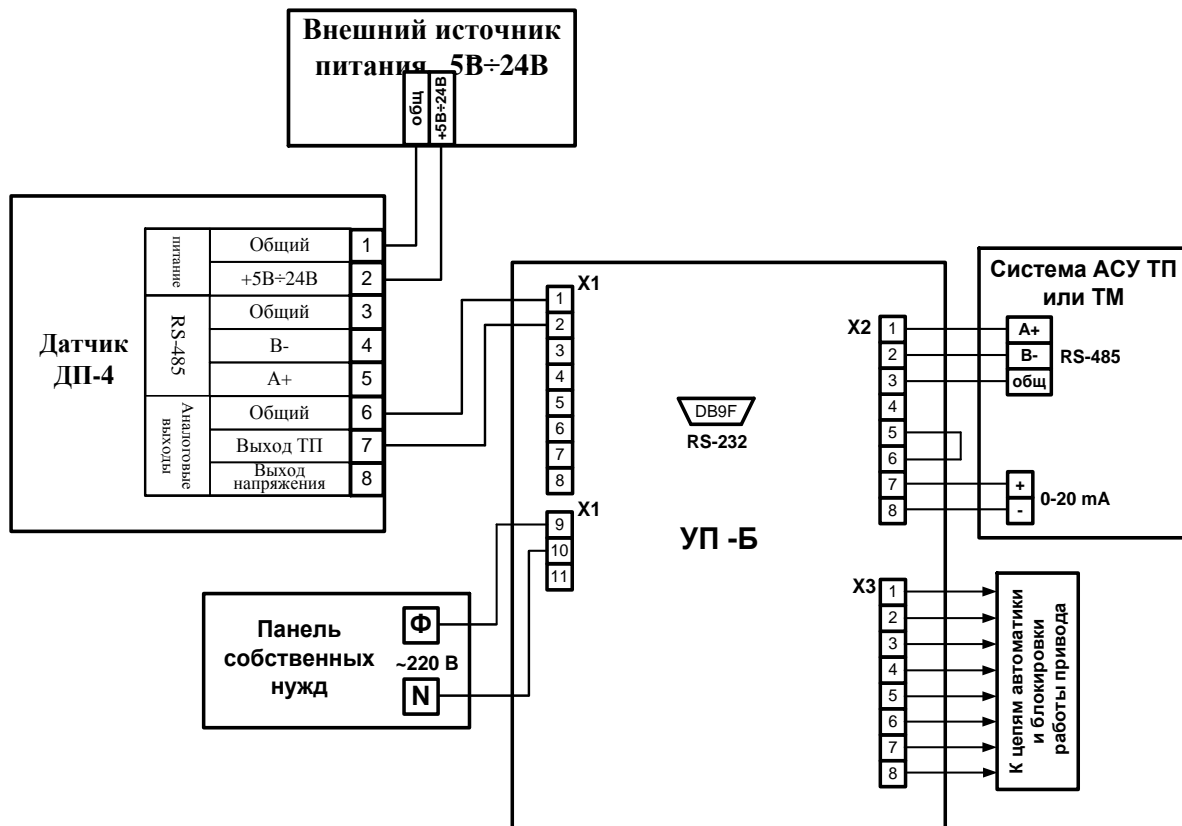 Внешний источник
питания 5В÷24В
общ
+5В÷24В
Датчик
ДП-4
питание
Общий
1
+5В÷24В
2
RS-485
Общий
3
В-
4
А+
5
Аналоговые
выходы
Общий
6
Выход ТП
7
Выход
напряжения
8
Панель
собственных
нужд
Ф
~220 В
N
X1
1
2
3
4
5
6
7
8
X1
9
10
11
DB9F
RS-232
УП -Б
X2
1
2
3
4
5
6
7
8
Система АСУ ТП
или ТМ
А+
В-
общ
RS-485
+
-
0-20 mA
X3
1
2
3
4
5
6
7
8
К цепям автоматики
и блокировки
работы привода